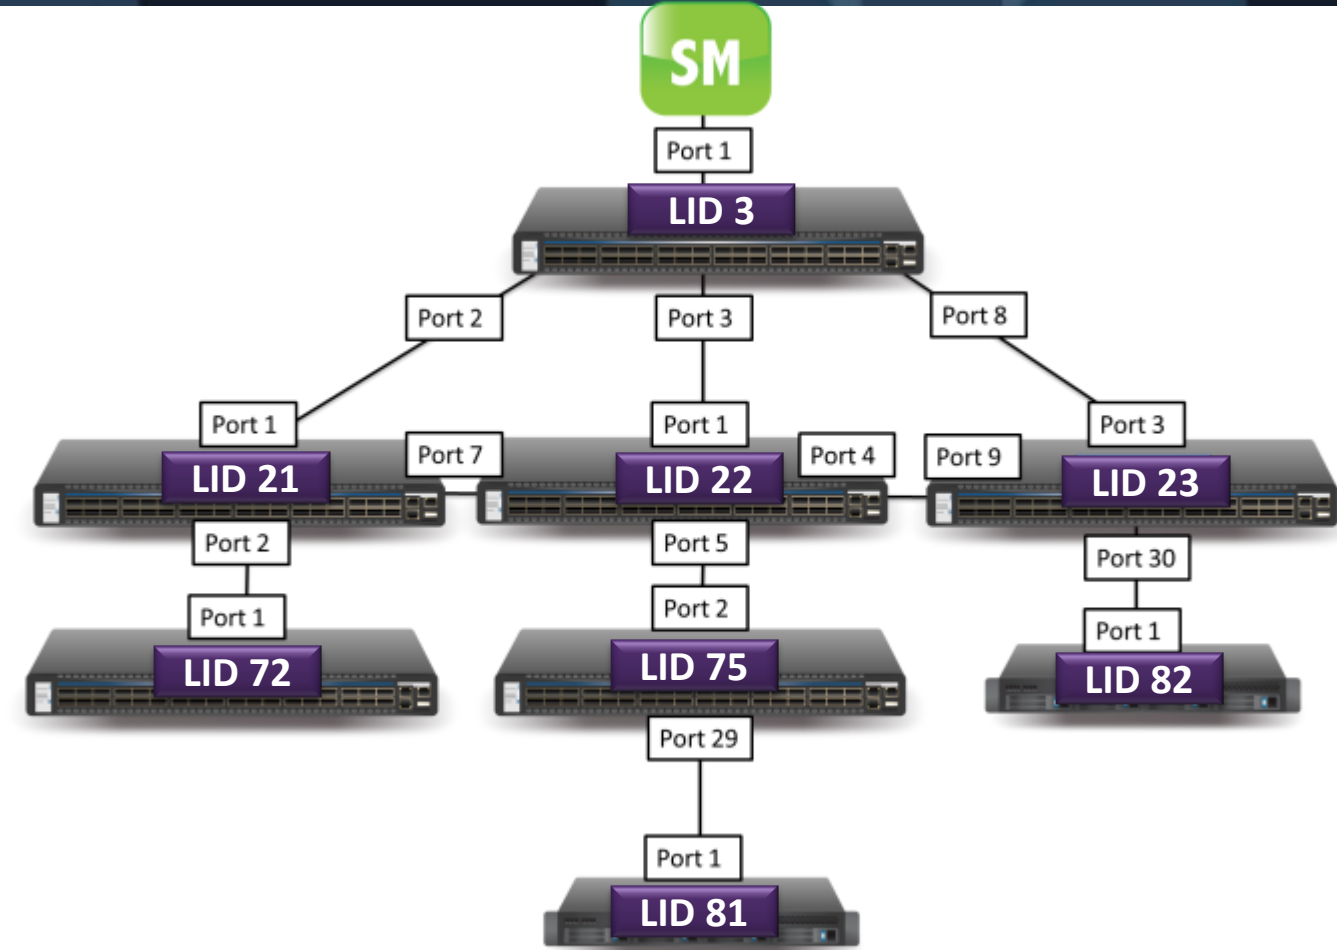 SM
Port 1
LID 3
Port 2
Port 3
Port 8
Port 1
Port 1
Port 3
Port 7
Port 4
Port 9
LID 21
LID 22
LID 23
Port 2
Port 5
Port 30
Port 1
Port 2
Port 1
LID 72
LID 75
LID 82
Port 29
Port 1
LID 81